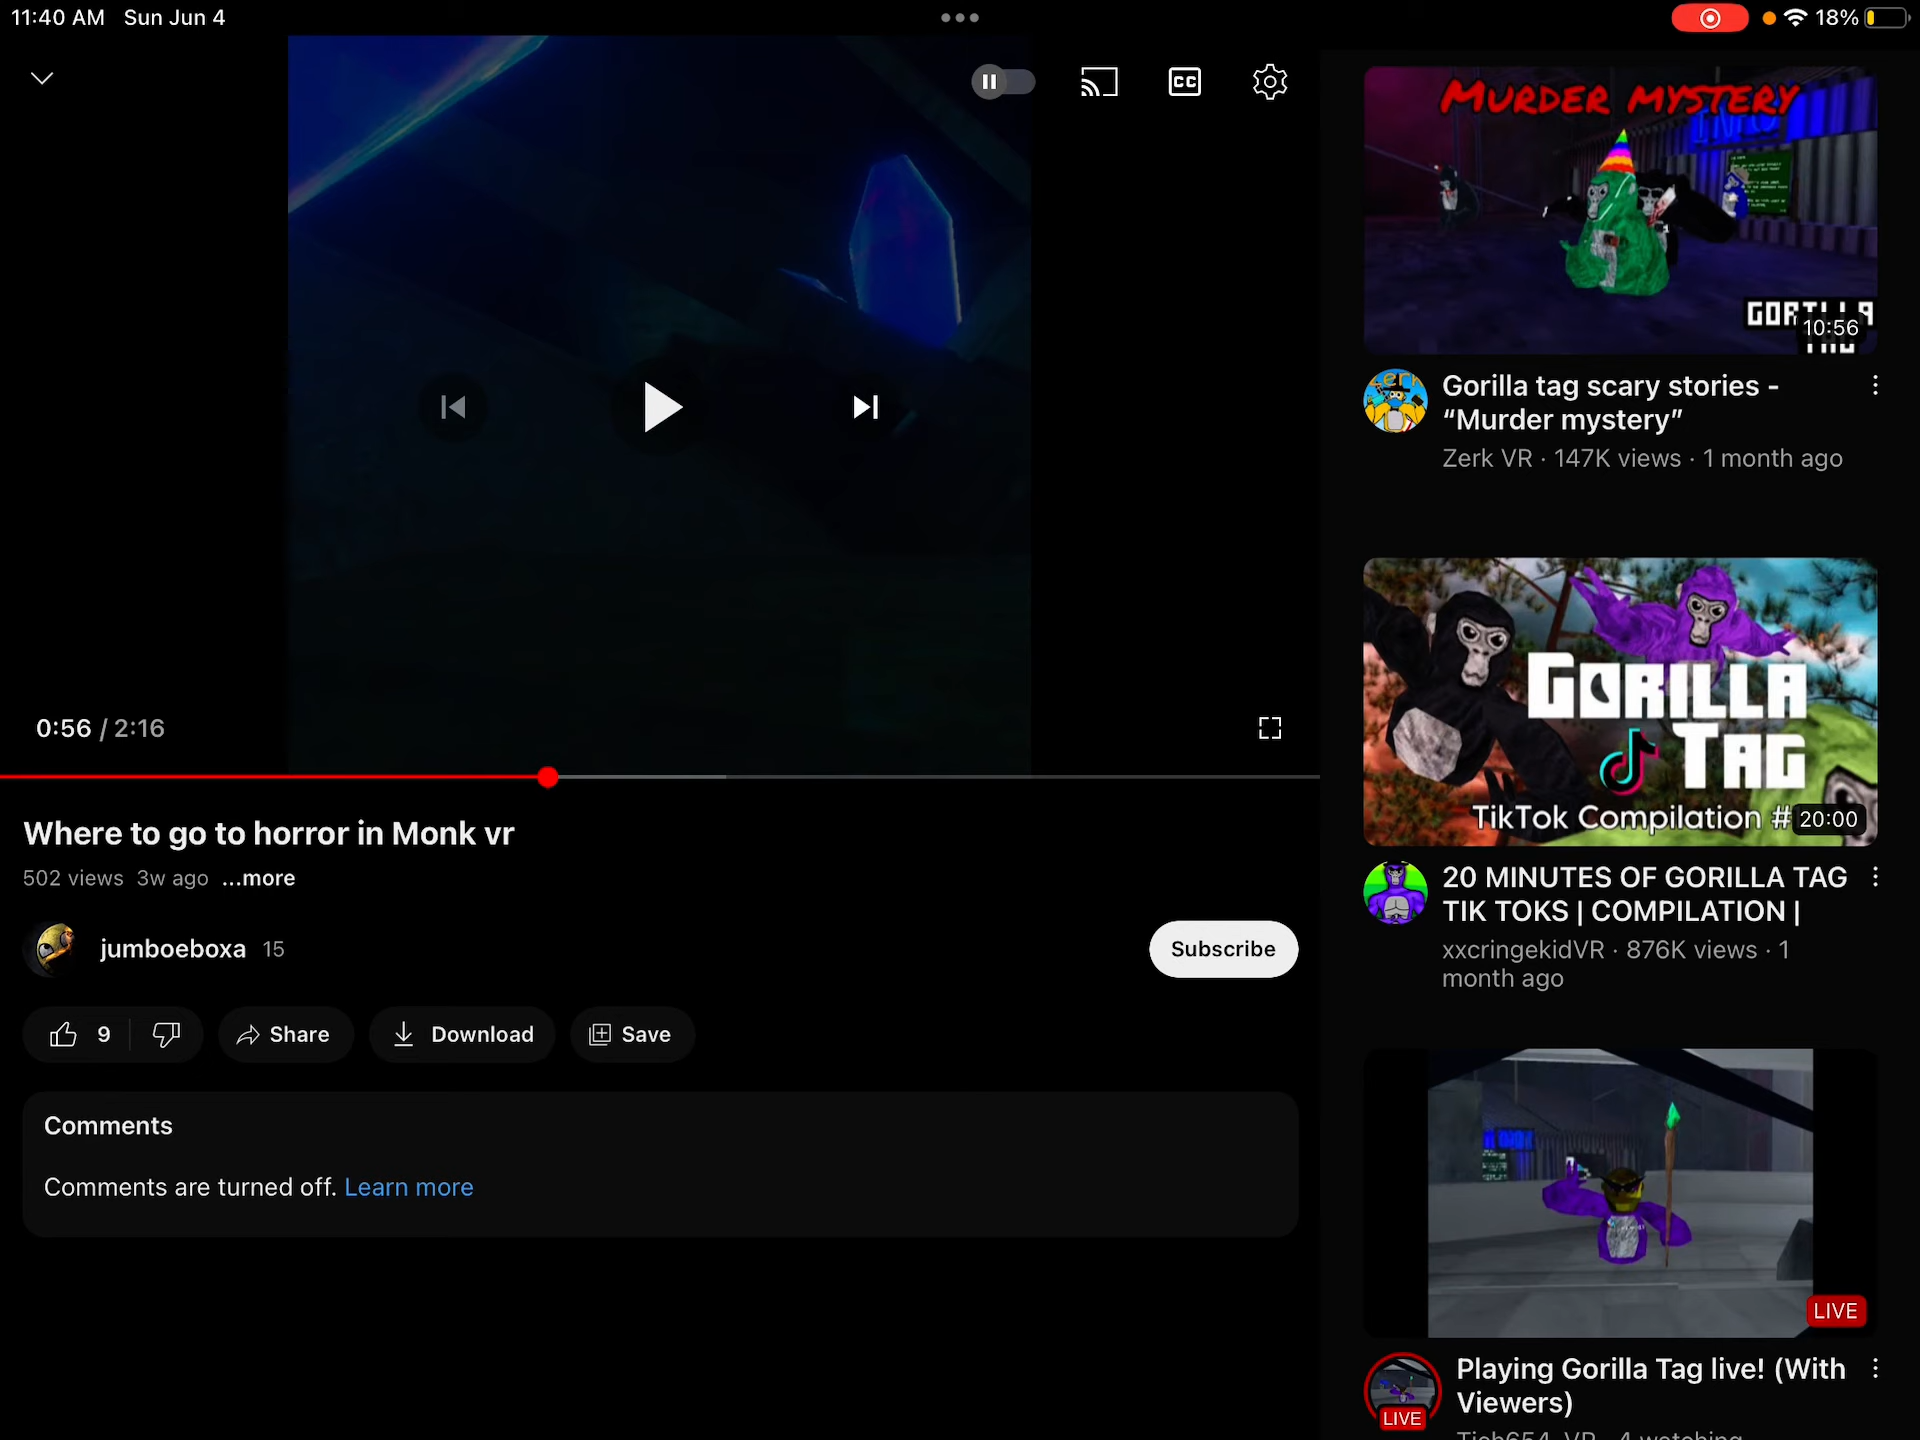 11:40 AM Sun Jun 4
18%
CC
0:56 / 2:16
Where to go to horror in Monk vr
502 views 3w ago ...more
jumboeboxa 15
Subscribe
9
Share
Download
Save
Comments
Comments are turned off. Learn more
MURDER MYSTERY
10:56
Gorilla tag scary stories -
“Murder mystery”
Zerk VR · 147K views · 1 month ago
GORILLA
TAG
TikTok Compilation #
20:00
20 MINUTES OF GORILLA TAG
TIK TOKS | COMPILATION |
xxcringekidVR · 876K views · 1
month ago
LIVE
LIVE
Playing Gorilla Tag live! (With
Viewers)